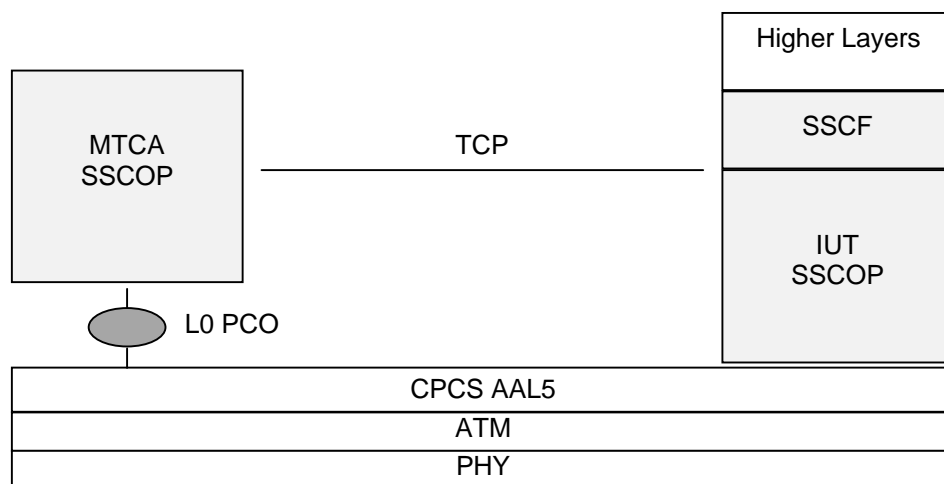 Higher Layers
MTCA
SSCOP
TCP
SSCF
IUT
SSCOP
L0 PCO
CPCS AAL5
ATM
PHY